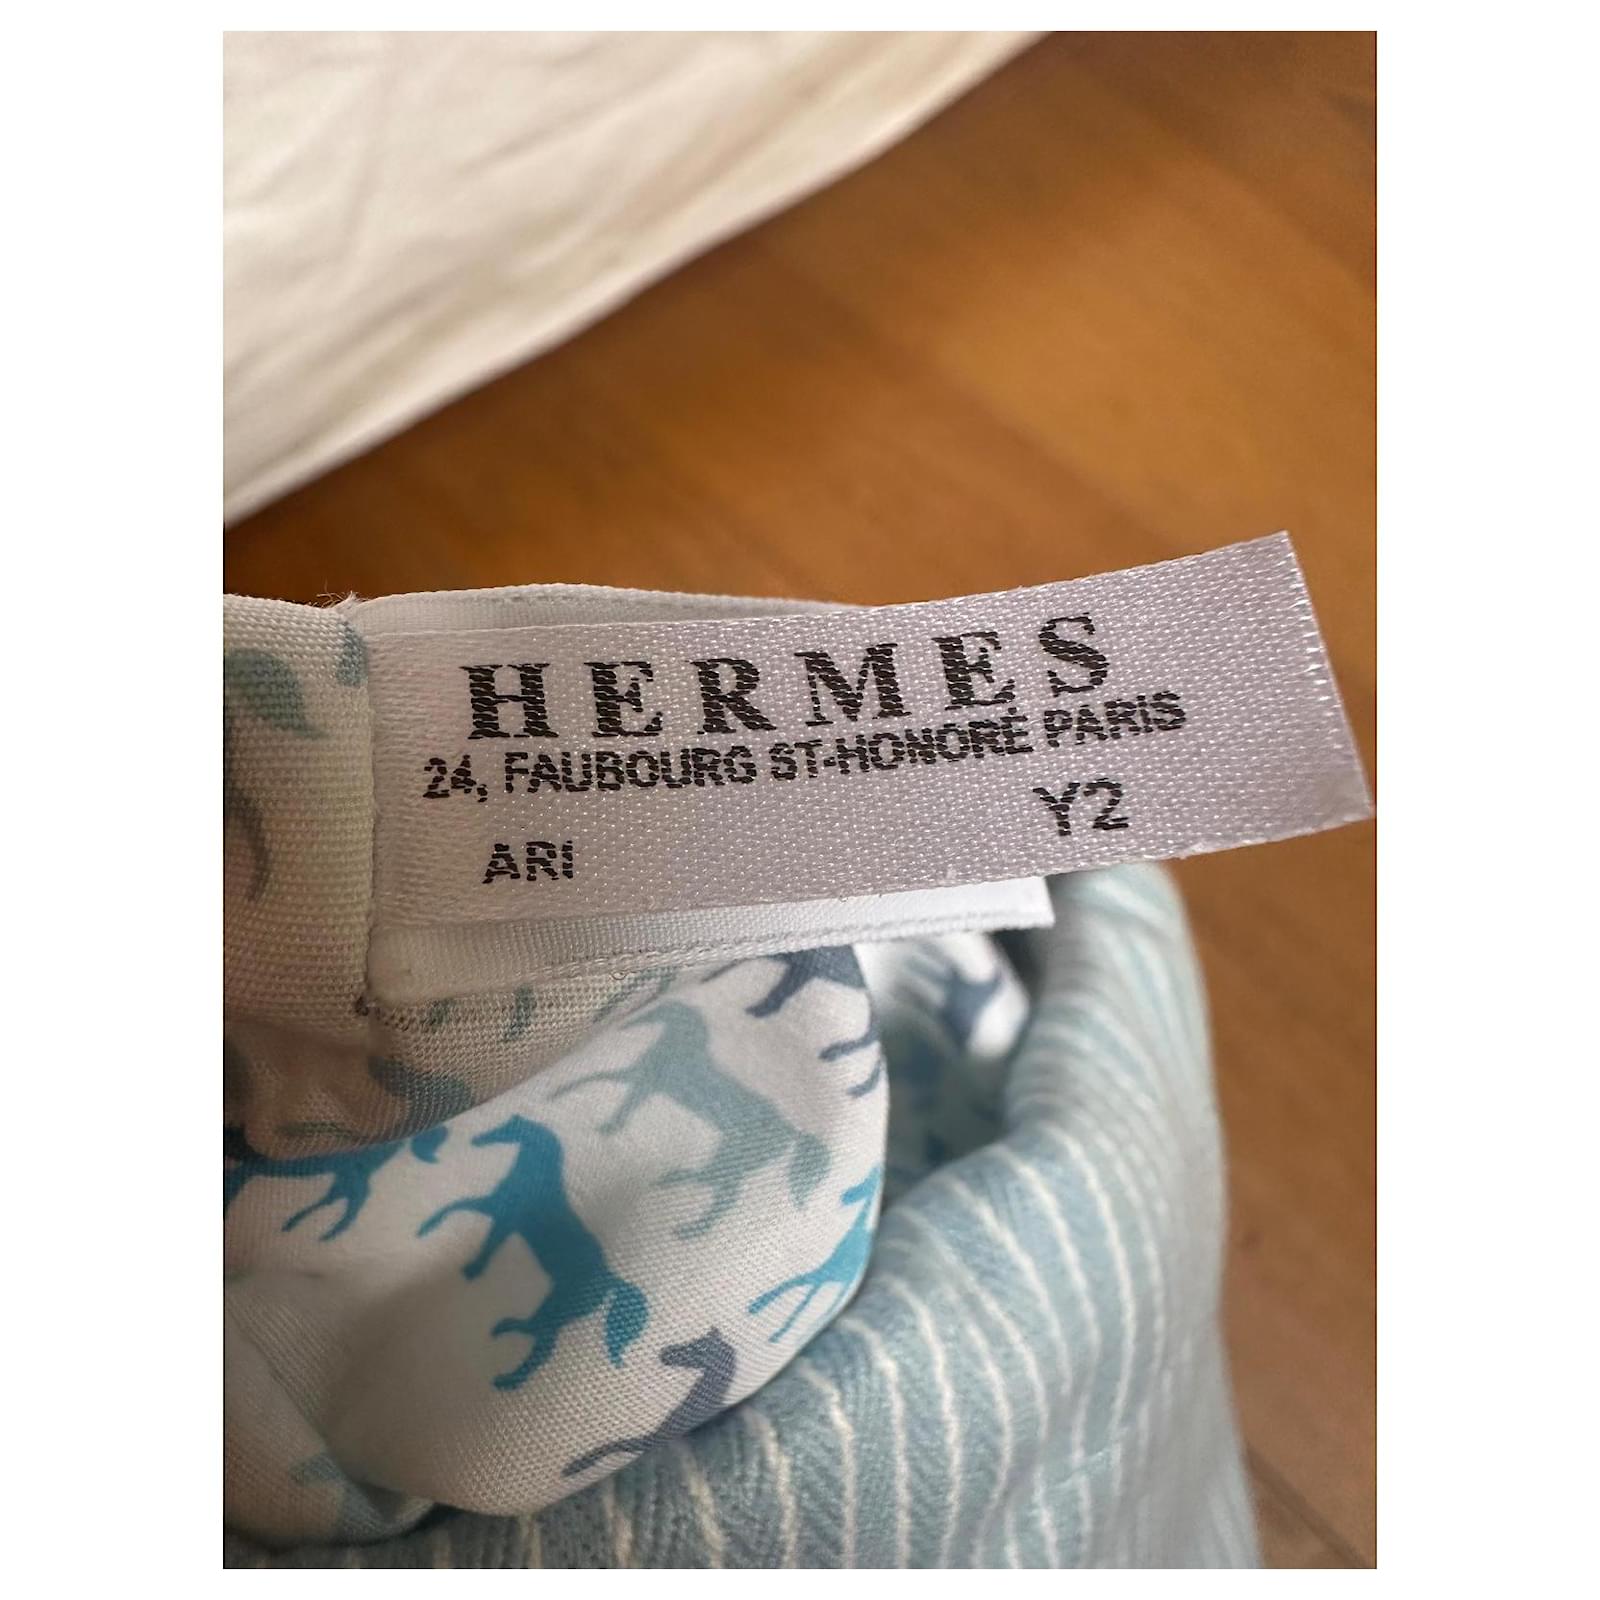 HERMES
24, FAUBOURG ST-HONORÉ PARIS
Y2
ARI